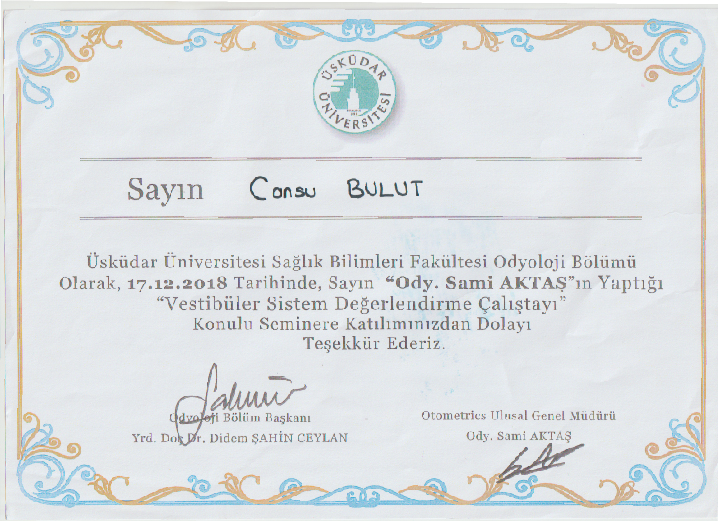 ÜSKÜDAR ÜNİVERSİTESİ
Sayın Cansu BULUT
Üsküdar Üniversitesi Sağlık Bilimleri Fakültesi Odyoloji Bölümü
Olarak, 17.12.2018 Tarihinde, Sayın “Ody. Sami AKTAŞ”ın Yaptığı
“Vestibüler Sistem Değerlendirme Çalıştayı”
Konulu Seminere Katılımınızdan Dolayı
Teşekkür Ederiz.
Odyoloji Bölüm Başkanı
Yrd. Doç Dr. Didem ŞAHİN CEYLAN
Otometrics Ulusal Genel Müdürü
Ody. Sami AKTAŞ